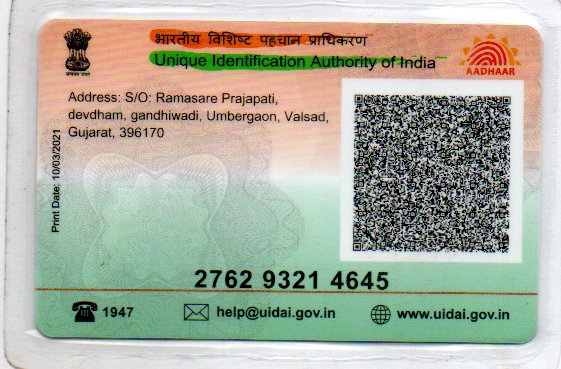 भारतीय विशिष्ट पहचान प्राधिकरण
Unique Identification Authority of India
AADHAAR
Address: S/O: Ramasare Prajapati,
devdham, gandhiwadi, Umbergaon, Valsad,
Gujarat, 396170
Print Date: 10/03/2021
2762 9321 4645
1947
help@uidai.gov.in
www.uidai.gov.in